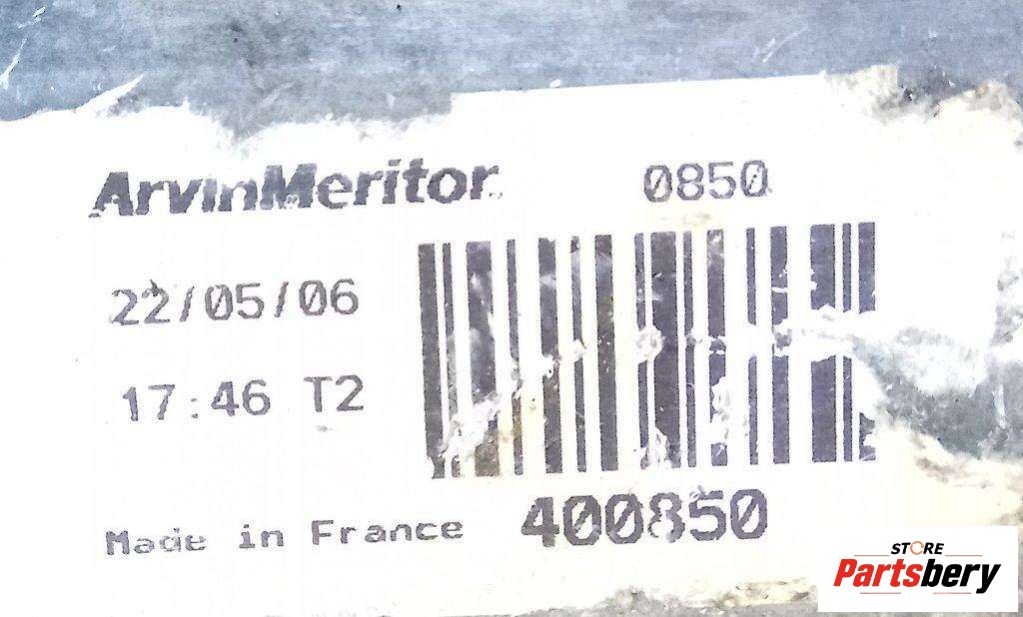 ArvinMeritor 0850
22/05/06
17:46 T2
400850
Made in France
STORE
Partsbery